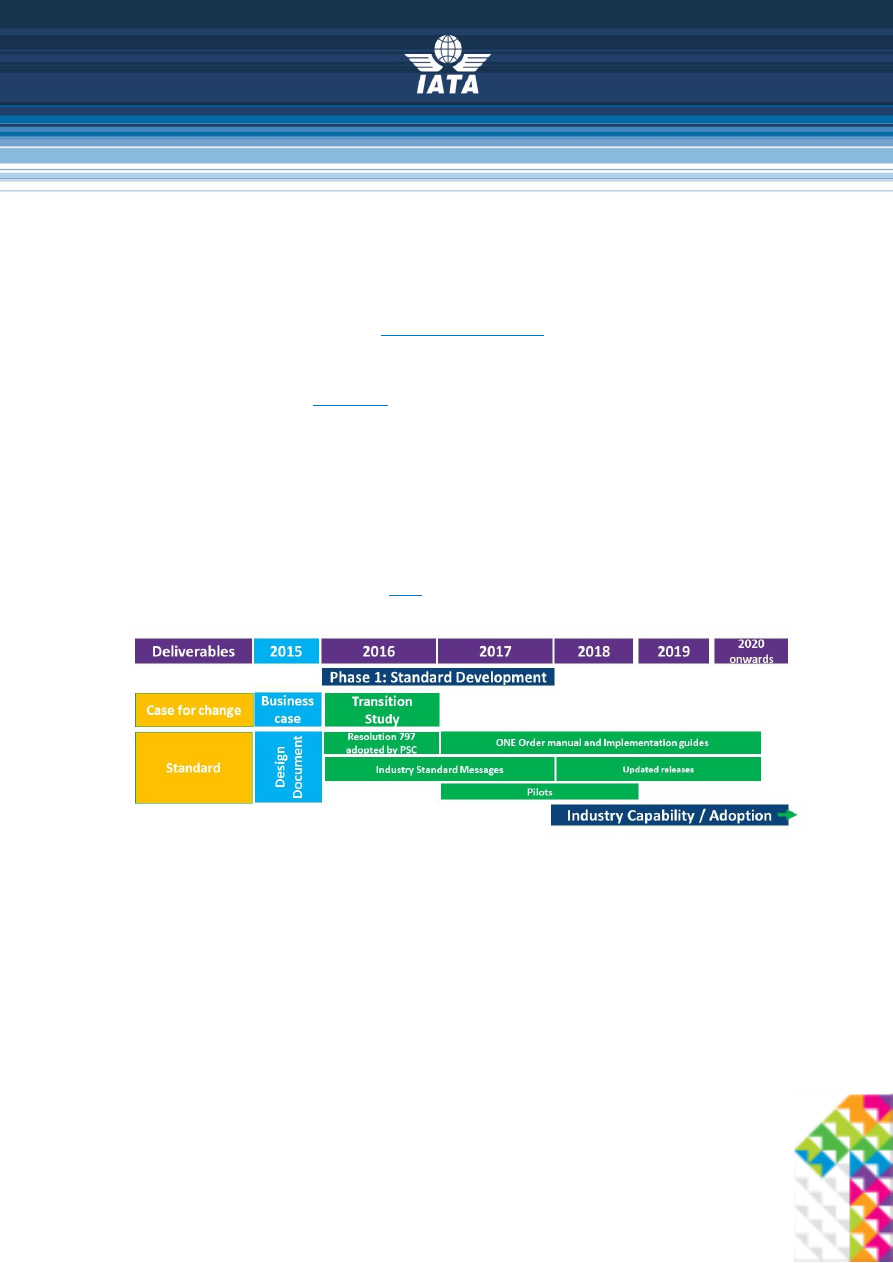 IATA
Deliverables 2015 2016 2017 2018 2019 2020
onwards
Phase 1: Standard Development
Case for change
Business
case
Transition
Study
Standard
Design
Document
Resolution 797
adopted by PSC
ONE Order manual and Implementation guides
Industry Standard Messages
Updated releases
Pilots
Industry Capability / Adoption